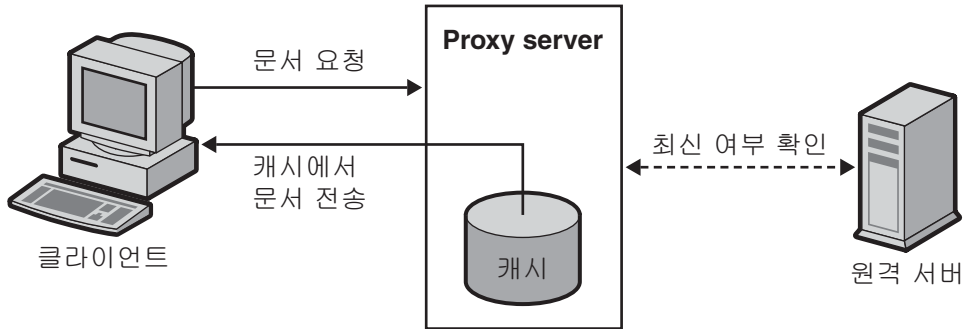 Proxy server
문서 요청
캐시에서
문서 전송
최신 여부 확인
캐시
클라이언트
원격 서버